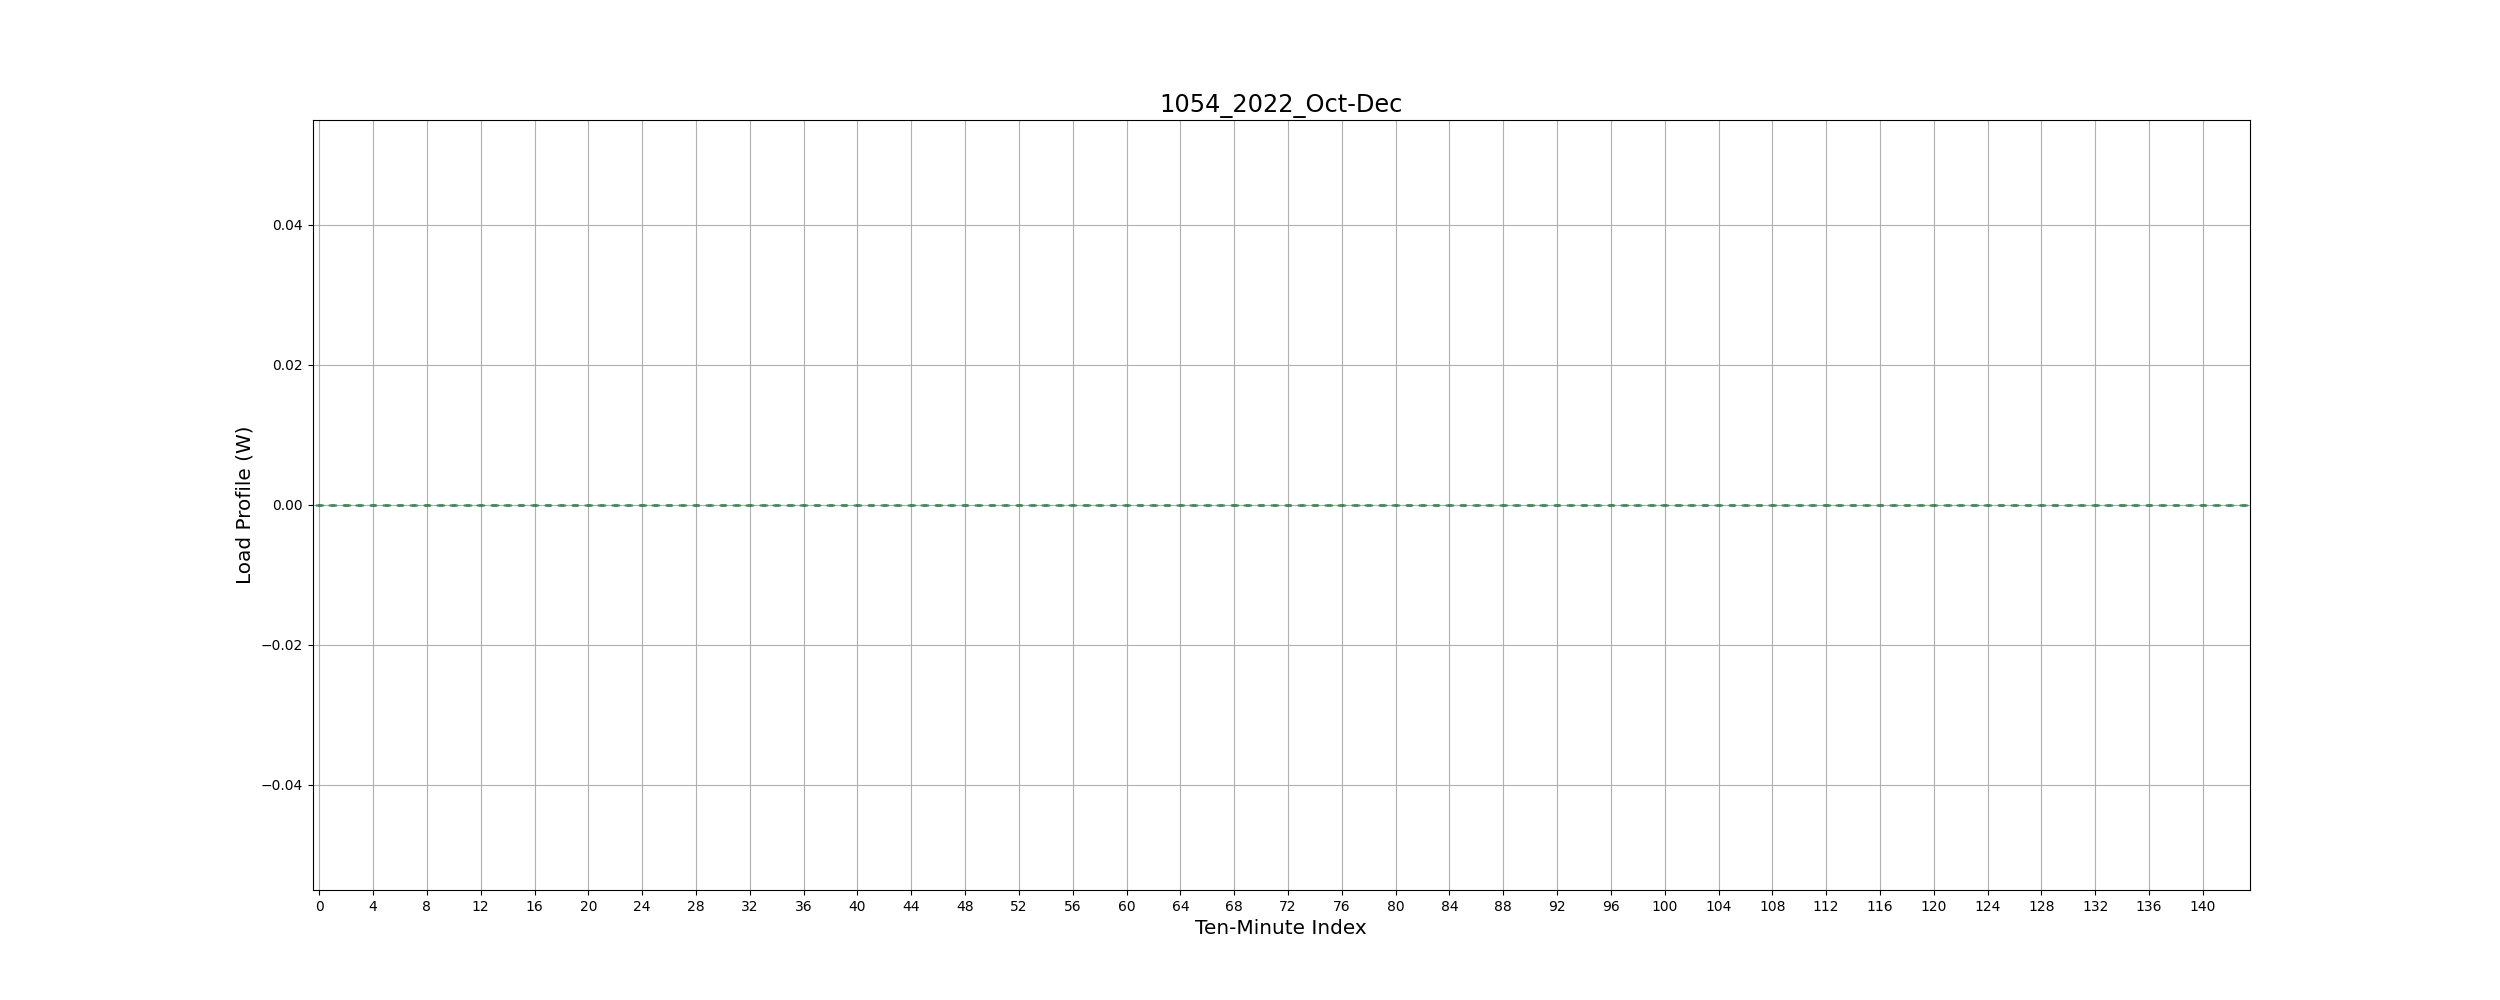 1054_2022_Oct-Dec
Load Profile (W)
0.04
0.02
0.00
−0.02
−0.04
0 4 8 12 16 20 24 28 32 36 40 44 48 52 56 60 64 68 72 76 80 84 88 92 96 100 104 108 112 116 120 124 128 132 136 140
Ten-Minute Index